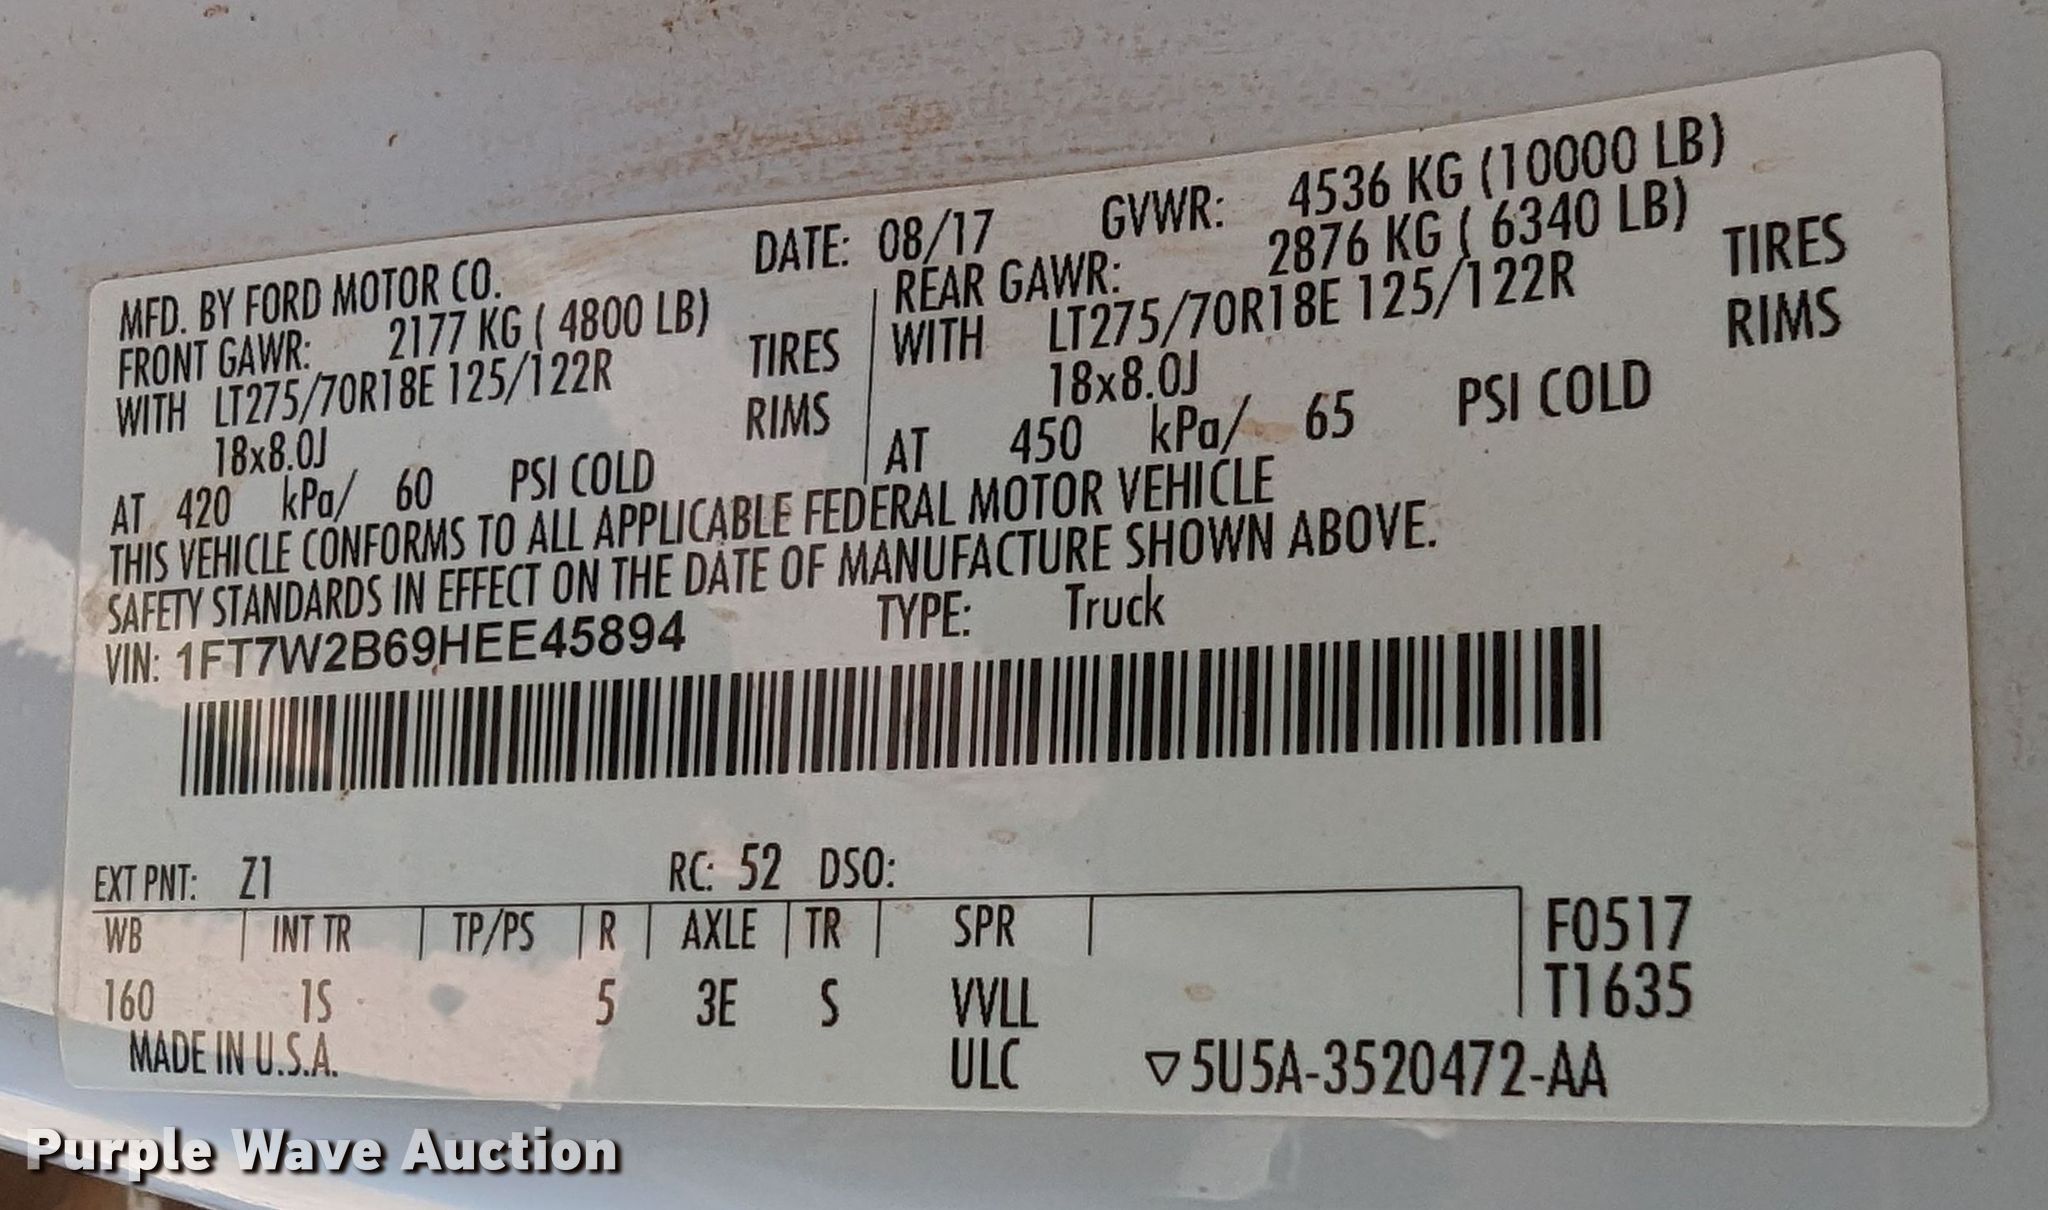 MFD. BY FORD MOTOR CO. DATE: 08/17 GVWR: 4536 KG (10000 LB)
FRONT GAWR: 2177 KG ( 4800 LB) REAR GAWR: 2876 KG ( 6340 LB)
WITH LT275/70R18E 125/122R TIRES WITH LT275/70R18E 125/122R TIRES
18x8.0J RIMS 18x8.0J RIMS
AT 420 kPa/ 60 PSI COLD AT 450 kPa/ 65 PSI COLD
THIS VEHICLE CONFORMS TO ALL APPLICABLE FEDERAL MOTOR VEHICLE
SAFETY STANDARDS IN EFFECT ON THE DATE OF MANUFACTURE SHOWN ABOVE.
VIN: 1FT7W2B69HEE45894 TYPE: Truck
EXT PNT: Z1 RC: 52 DSO:
WB INT TR TP/PS R AXLE TR SPR F0517
160 1S 5 3E S VVLL T1635
MADE IN U.S.A. ULC ▽5U5A-3520472-AA
Purple Wave Auction